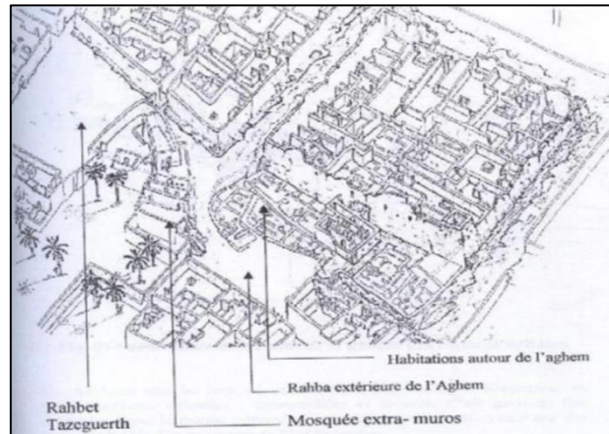 Habitations autour de l'aghem
Rahba extérieure de l'Aghem
Rahbet
Tazeguerth
Mosquée extra- muros